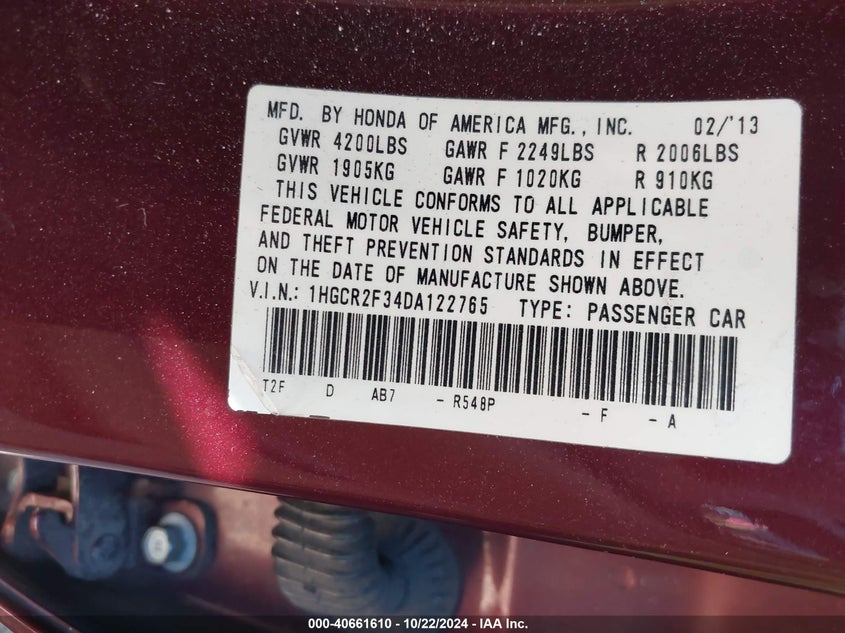 MFD. BY HONDA OF AMERICA MFG., INC. 02/'13
GVWR 4200LBS GAWR F 2249LBS R 2006LBS
GVWR 1905KG GAWR F 1020KG R 910KG
THIS VEHICLE CONFORMS TO ALL APPLICABLE
FEDERAL MOTOR VEHICLE SAFETY, BUMPER,
AND THEFT PREVENTION STANDARDS IN EFFECT
ON THE DATE OF MANUFACTURE SHOWN ABOVE.
V.I.N.: 1HGCR2F34DA122765 TYPE: PASSENGER CAR
T2F D AB7 - R548P - F - A
000-40661610 - 10/22/2024 - IAA Inc.